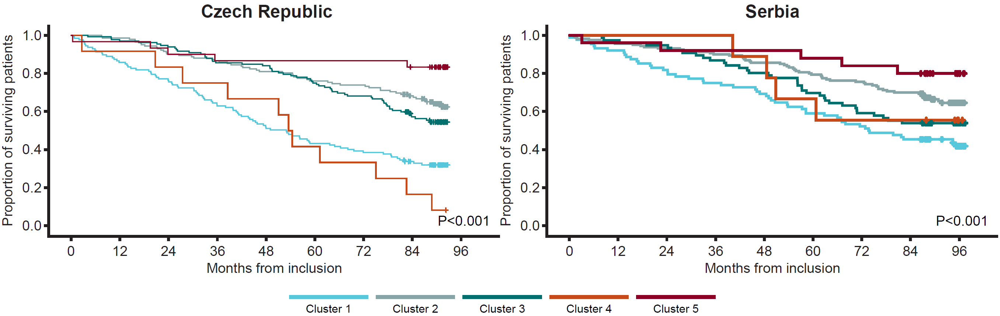 Czech Republic
Proportion of surviving patients
1.0
0.8
0.6
0.4
0.2
0.0
P<0.001
0 12 24 36 48 60 72 84 96
Months from inclusion
Serbia
Proportion of surviving patients
1.0
0.8
0.6
0.4
0.2
0.0
P<0.001
0 12 24 36 48 60 72 84 96
Months from inclusion
Cluster 1 Cluster 2 Cluster 3 Cluster 4 Cluster 5